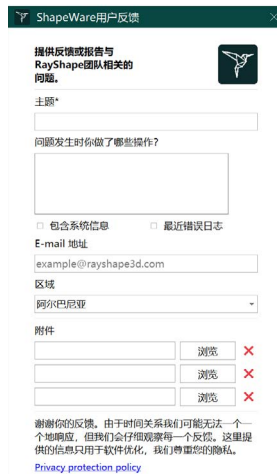 ShapeWare用户反馈
提供反馈或报告与
RayShape团队相关的
问题。
主题*
问题发生时你做了哪些操作?
包含系统信息
最近错误日志
E-mail 地址
example@rayshape3d.com
区域
阿尔巴尼亚
附件
浏览
浏览
浏览
谢谢你的反馈。由于时间关系我们可能无法一个一
个地响应，但我们会仔细观察每一个反馈。这里提
供的信息只用于软件优化，我们尊重您的隐私。
Privacy protection policy